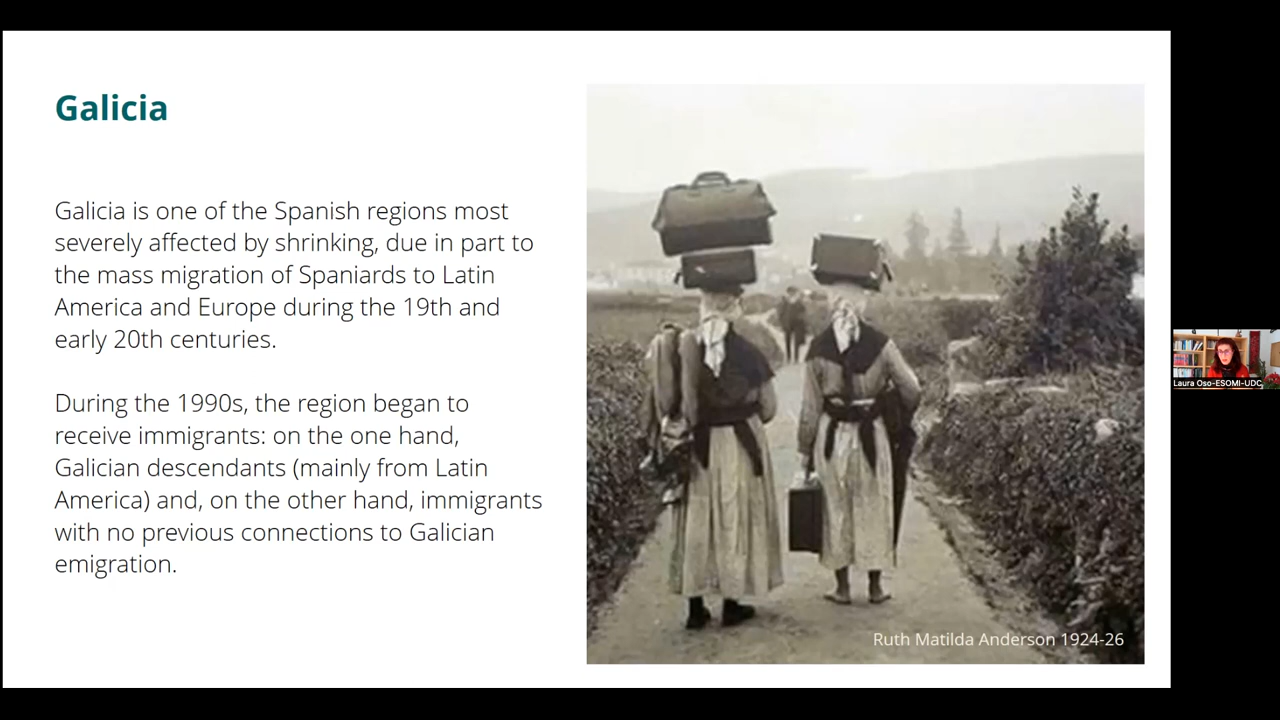 Galicia
Galicia is one of the Spanish regions most
severely affected by shrinking, due in part to
the mass migration of Spaniards to Latin
America and Europe during the 19th and
early 20th centuries.
During the 1990s, the region began to
receive immigrants: on the one hand,
Galician descendants (mainly from Latin
America) and, on the other hand, immigrants
with no previous connections to Galician
emigration.
Ruth Matilda Anderson 1924-26
Laura Oso-ESOMI-UDC